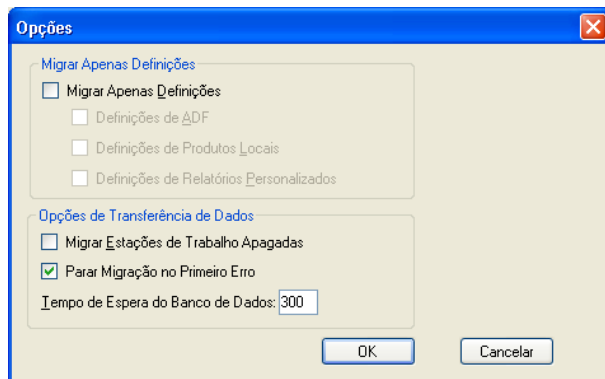 Opções
Migrar Apenas Definições
Migrar Apenas Definições
Definições de ADF
Definições de Produtos Locais
Definições de Relatórios Personalizados
Opções de Transferência de Dados
Migrar Estações de Trabalho Apagadas
Parar Migração no Primeiro Erro
Tempo de Espera do Banco de Dados: 300
OK Cancelar